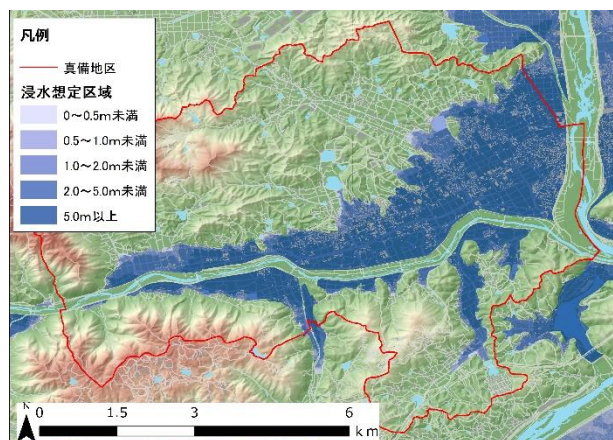 凡例
真備地区
浸水想定区域
0～0.5m未満
0.5～1.0m未満
1.0～2.0m未満
2.0～5.0m未満
5.0m以上
N
0 1.5 3 6
km